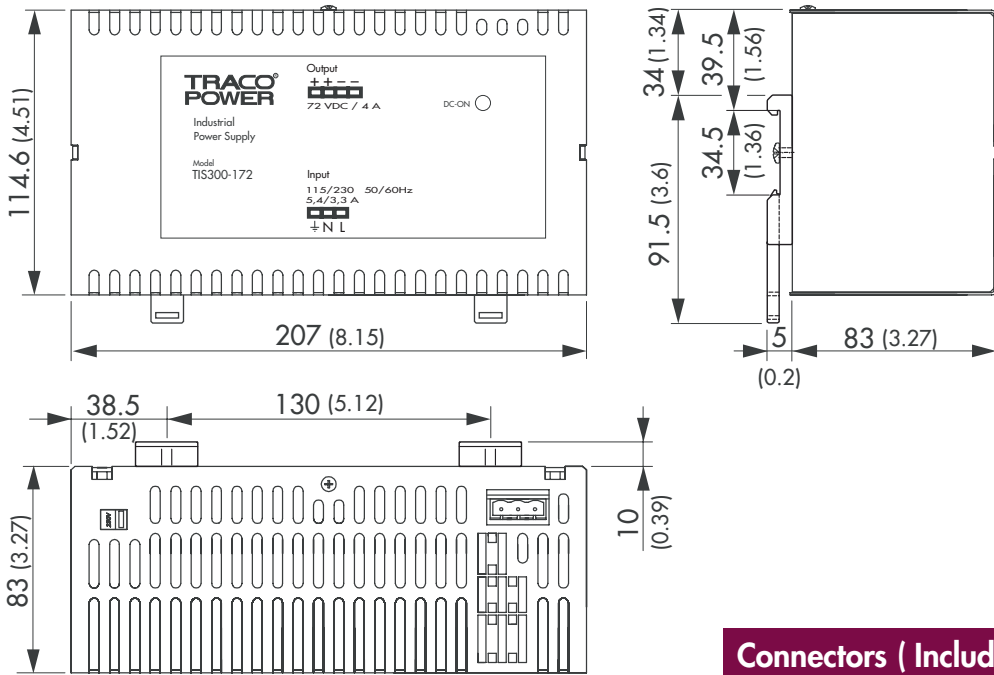 TRACO®
POWER
Industrial
Power Supply
Model
TIS300-172
Output
++--
72 VDC / 4 A
DC-ON
Input
115/230 50/60Hz
5,4/3,3 A
⏚ N L
114.6 (4.51)
207 (8.15)
34 (1.34)
39.5
(1.56)
34.5
(1.36)
91.5 (3.6)
5
(0.2)
83 (3.27)
38.5
(1.52)
130 (5.12)
10
(0.39)
83 (3.27)
230V
Connectors ( Includ